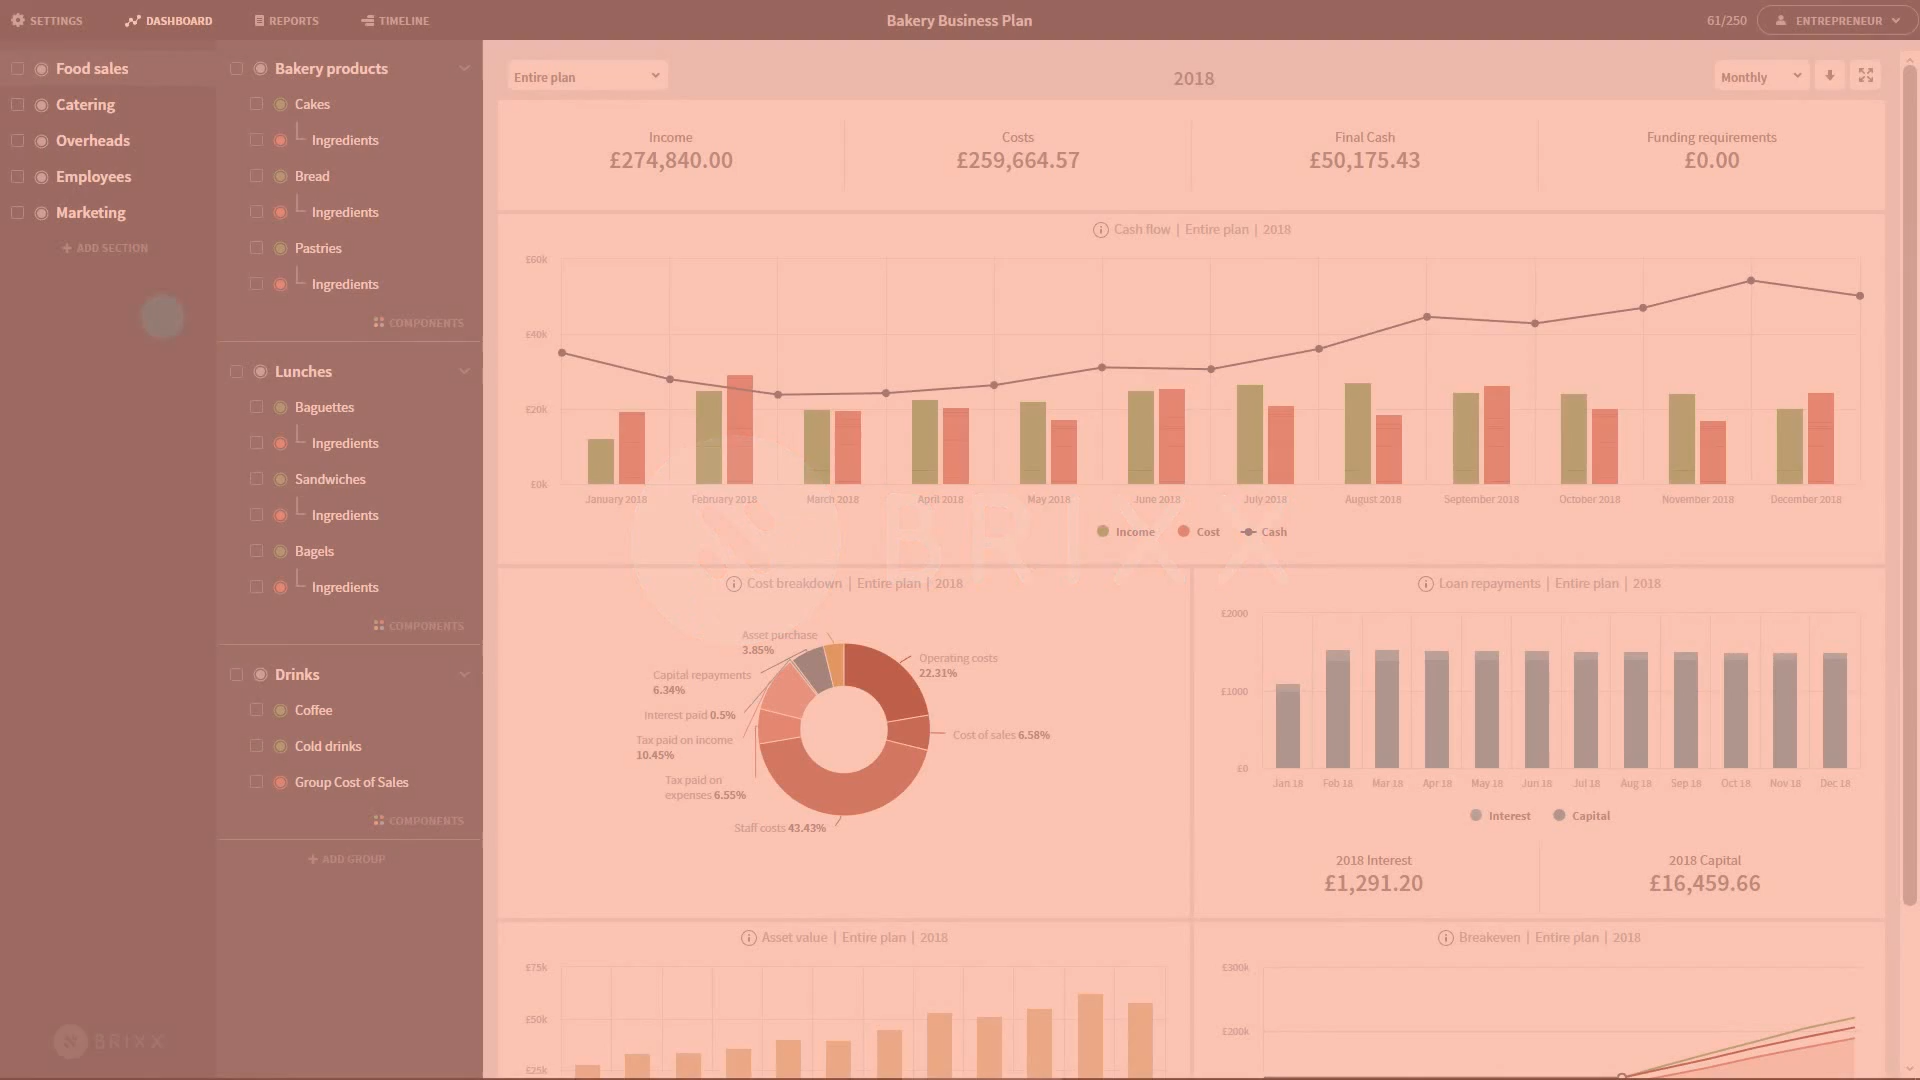 SETTINGS DASHBOARD REPORTS TIMELINE Bakery Business Plan 61/250 ENTREPRENEUR
Food sales
Catering
Overheads
Employees
Marketing
ADD SECTION
Bakery products
Cakes
Ingredients
Bread
Ingredients
Pastries
Ingredients
COMPONENTS
Lunches
Baguettes
Ingredients
Sandwiches
Ingredients
Bagels
Ingredients
COMPONENTS
Drinks
Coffee
Cold drinks
Group Cost of Sales
COMPONENTS
ADD GROUP
BRIXX
Entire plan 2018 Monthly
Income Costs Final Cash Funding requirements
£274,840.00 £259,664.57 £50,175.43 £0.00
Cash flow | Entire plan | 2018
£60k
£40k
£20k
£0k
January 2018 February 2018 March 2018 April 2018 May 2018 June 2018 July 2018 August 2018 September 2018 October 2018 November 2018 December 2018
Income Cost Cash
BRIXX
Cost breakdown | Entire plan | 2018
Asset purchase
3.85%
Capital repayments
6.34%
Interest paid 0.5%
Tax paid on income
10.45%
Tax paid on
expenses 6.55%
Staff costs 43.43%
Operating costs
22.31%
Cost of sales 6.58%
Loan repayments | Entire plan | 2018
£2000
£1000
£0
Jan 18 Feb 18 Mar 18 Apr 18 May 18 Jun 18 Jul 18 Aug 18 Sep 18 Oct 18 Nov 18 Dec 18
Interest Capital
2018 Interest 2018 Capital
£1,291.20 £16,459.66
Asset value | Entire plan | 2018
£75k
£50k
£25k
Breakeven | Entire plan | 2018
£300k
£200k